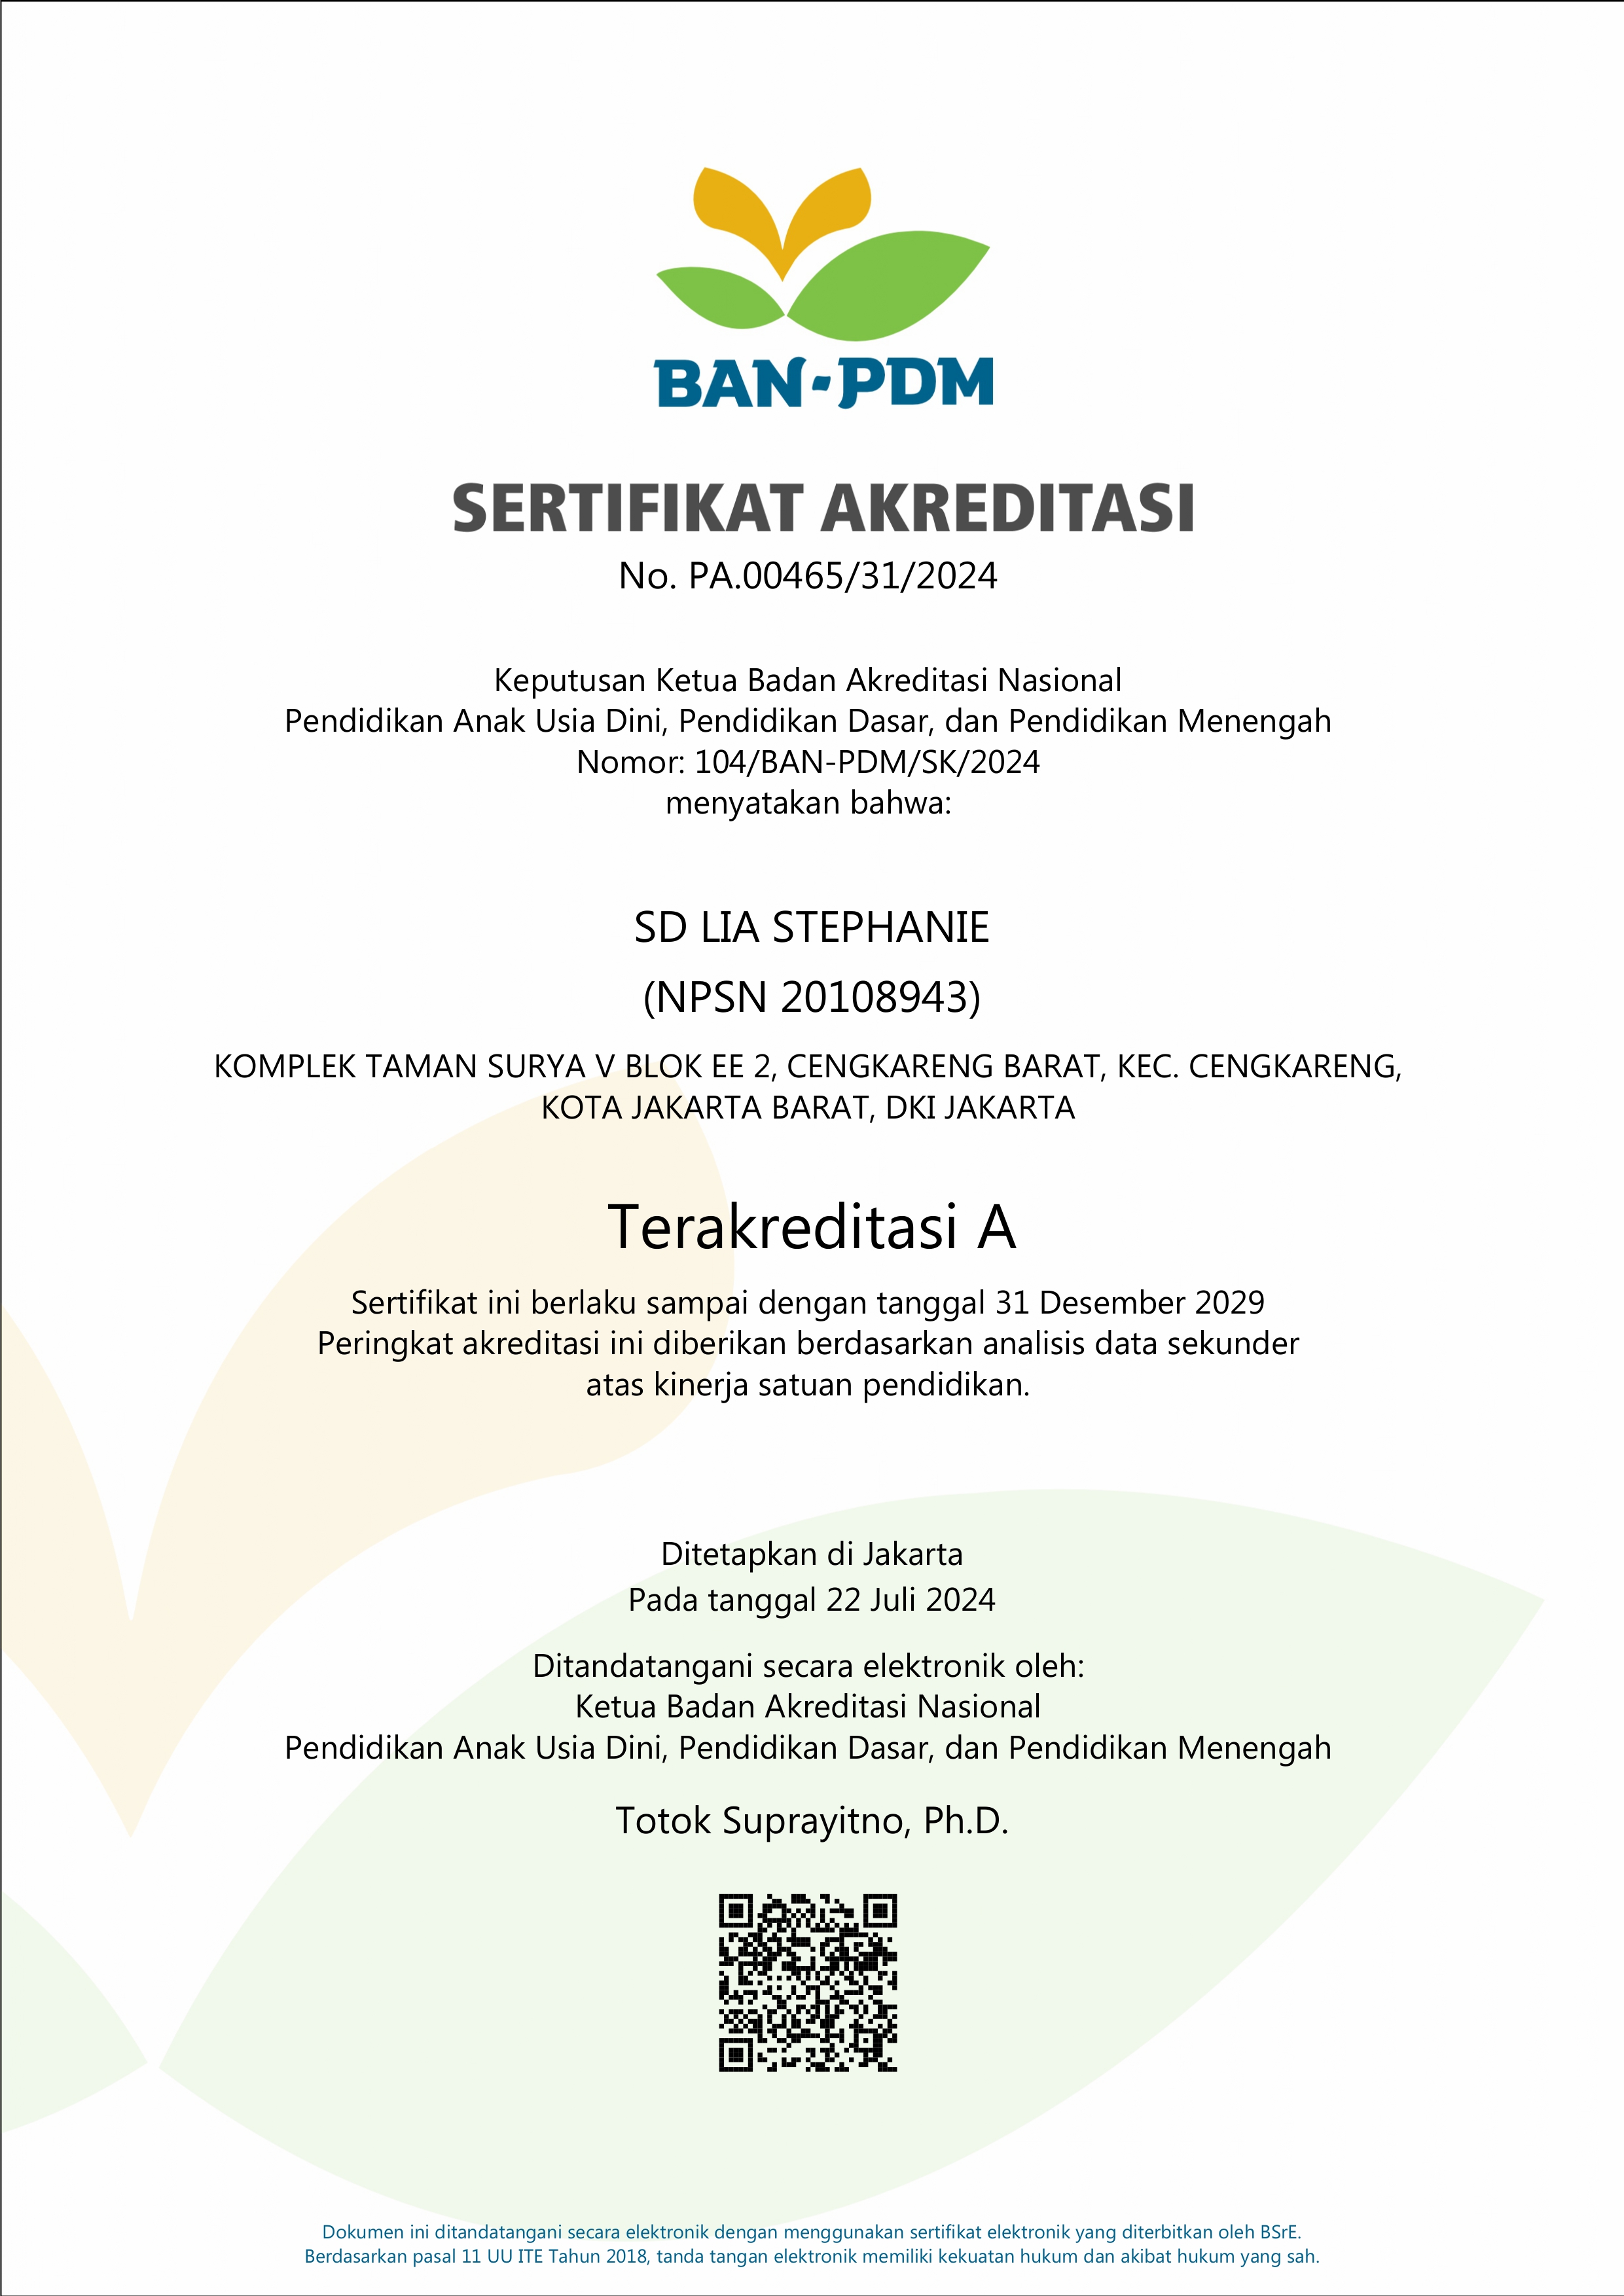 BAN-PDM
SERTIFIKAT AKREDITASI
No. PA.00465/31/2024
Keputusan Ketua Badan Akreditasi Nasional
Pendidikan Anak Usia Dini, Pendidikan Dasar, dan Pendidikan Menengah
Nomor: 104/BAN-PDM/SK/2024
menyatakan bahwa:
SD LIA STEPHANIE
(NPSN 20108943)
KOMPLEK TAMAN SURYA V BLOK EE 2, CENGKARENG BARAT, KEC. CENGKARENG,
KOTA JAKARTA BARAT, DKI JAKARTA
Terakreditasi A
Sertifikat ini berlaku sampai dengan tanggal 31 Desember 2029
Peringkat akreditasi ini diberikan berdasarkan analisis data sekunder
atas kinerja satuan pendidikan.
Ditetapkan di Jakarta
Pada tanggal 22 Juli 2024
Ditandatangani secara elektronik oleh:
Ketua Badan Akreditasi Nasional
Pendidikan Anak Usia Dini, Pendidikan Dasar, dan Pendidikan Menengah
Totok Suprayitno, Ph.D.
Dokumen ini ditandatangani secara elektronik dengan menggunakan sertifikat elektronik yang diterbitkan oleh BSrE.
Berdasarkan pasal 11 UU ITE Tahun 2018, tanda tangan elektronik memiliki kekuatan hukum dan akibat hukum yang sah.